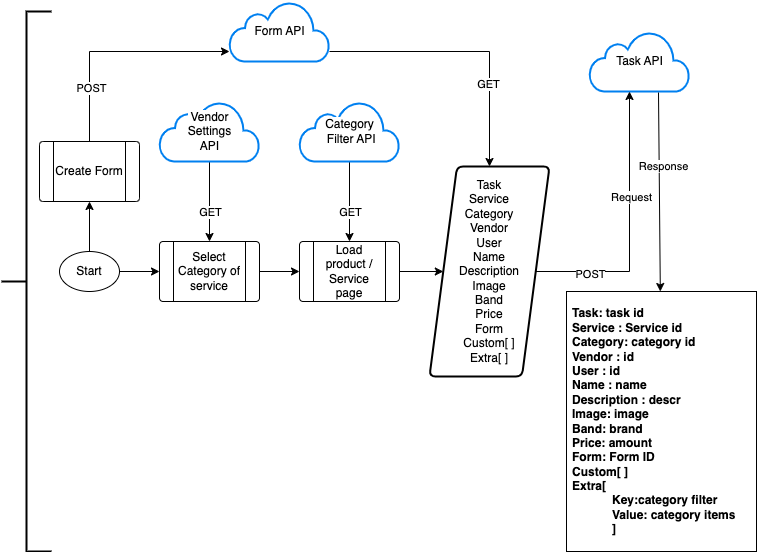 Form API
Task API
POST
GET
Vendor
Settings
API
Category
Filter API
Create Form
Response
Request
GET
GET
Start
Select
Category of
service
Load
product /
Service
page
Task
Service
Category
Vendor
User
Name
Description
Image
Band
Price
Form
Custom[ ]
Extra[ ]
POST
Task: task id
Service : Service id
Category: category id
Vendor : id
User : id
Name : name
Description : descr
Image: image
Band: brand
Price: amount
Form: Form ID
Custom[ ]
Extra[
Key:category filter
Value: category items
]